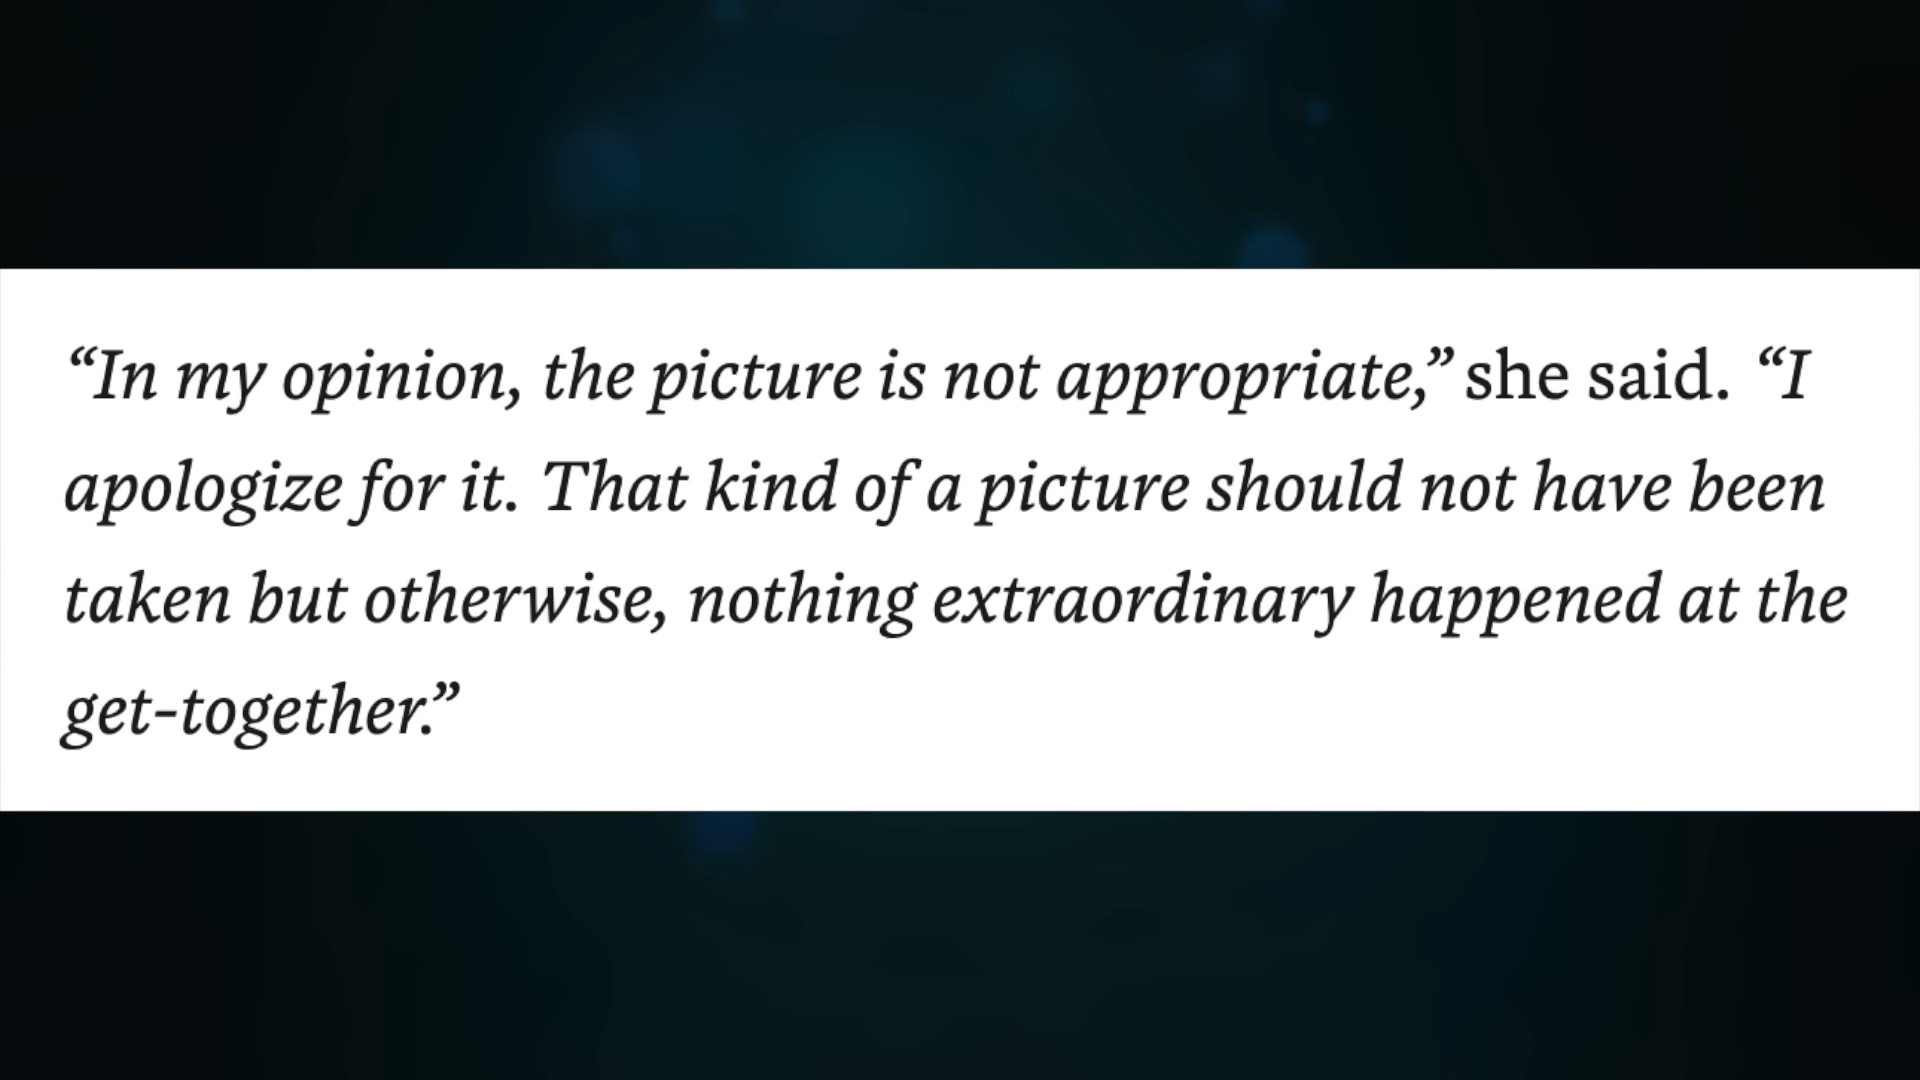 “In my opinion, the picture is not appropriate,” she said. “I
apologize for it. That kind of a picture should not have been
taken but otherwise, nothing extraordinary happened at the
get-together.”